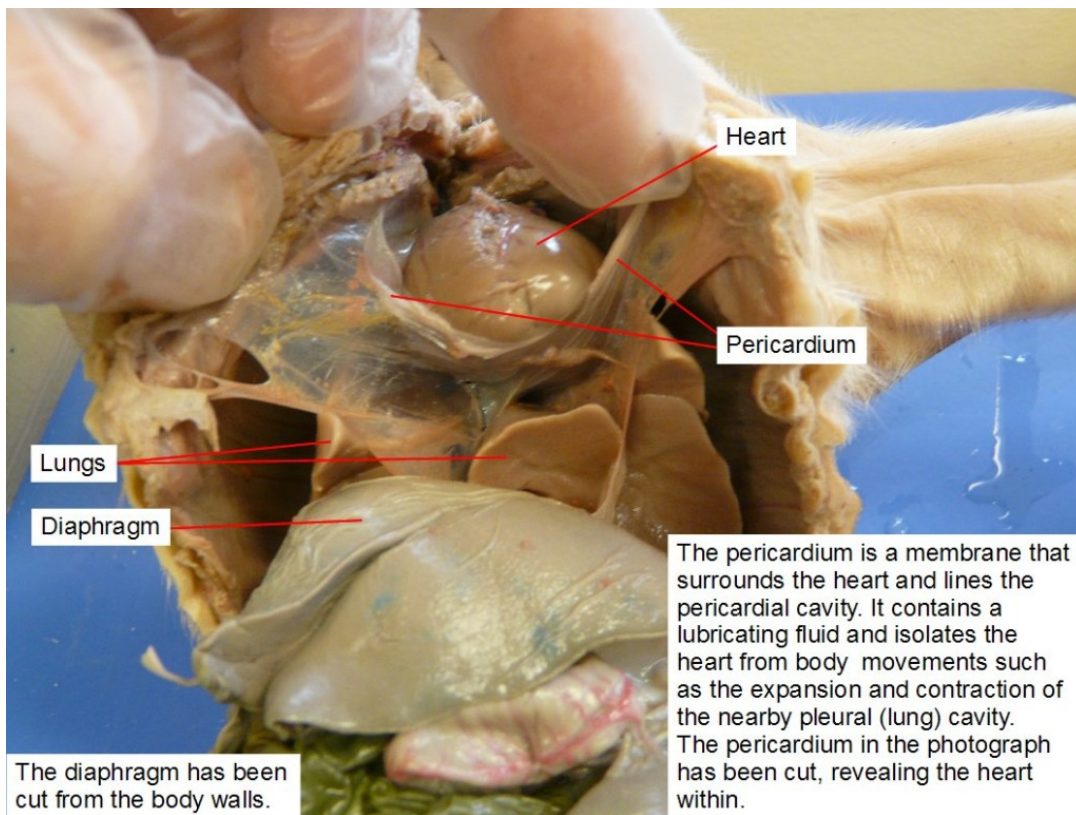 Heart
Pericardium
Lungs
Diaphragm
The pericardium is a membrane that
surrounds the heart and lines the
pericardial cavity. It contains a
lubricating fluid and isolates the
heart from body  movements such
as the expansion and contraction of
the nearby pleural (lung) cavity.
The pericardium in the photograph
has been cut, revealing the heart
within.
The diaphragm has been
cut from the body walls.